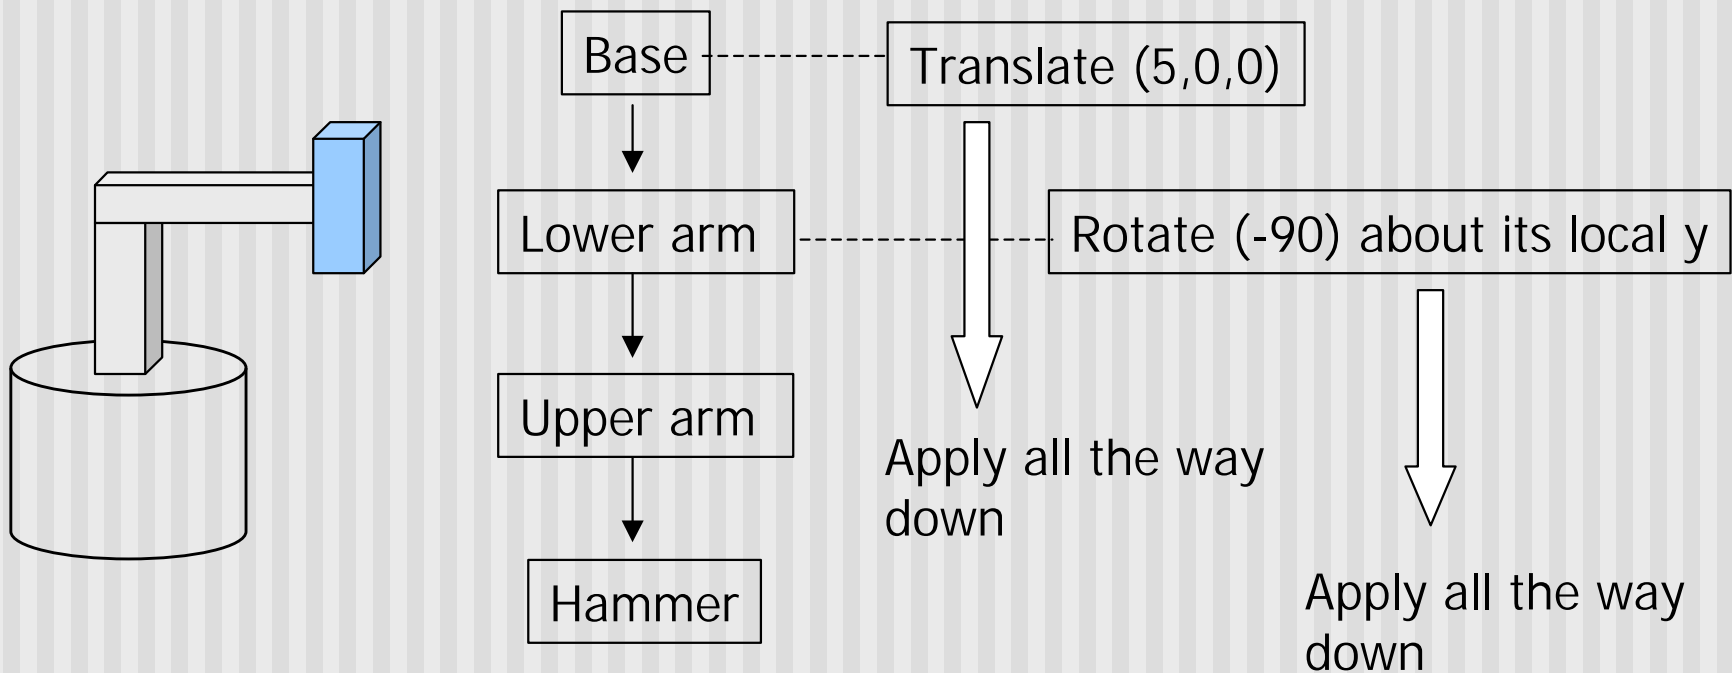 Base
Translate (5,0,0)
Lower arm
Rotate (-90) about its local y
Upper arm
Apply all the way
down
Hammer
Apply all the way
down